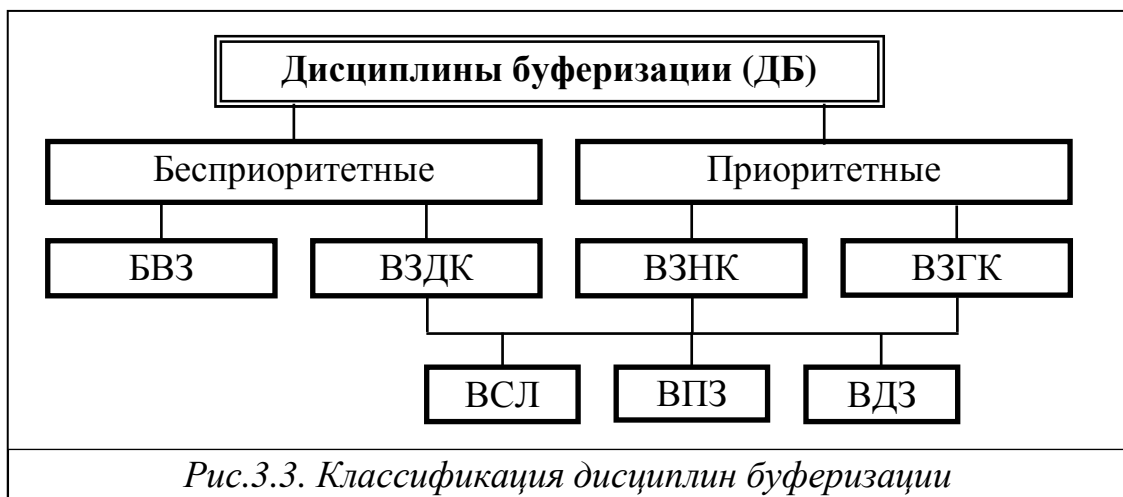 Дисциплины буферизации (ДБ)
Бесприоритетные Приоритетные
БВЗ ВЗДК ВЗНК ВЗГК
ВСЛ ВПЗ ВДЗ
Рис.3.3. Классификация дисциплин буферизации